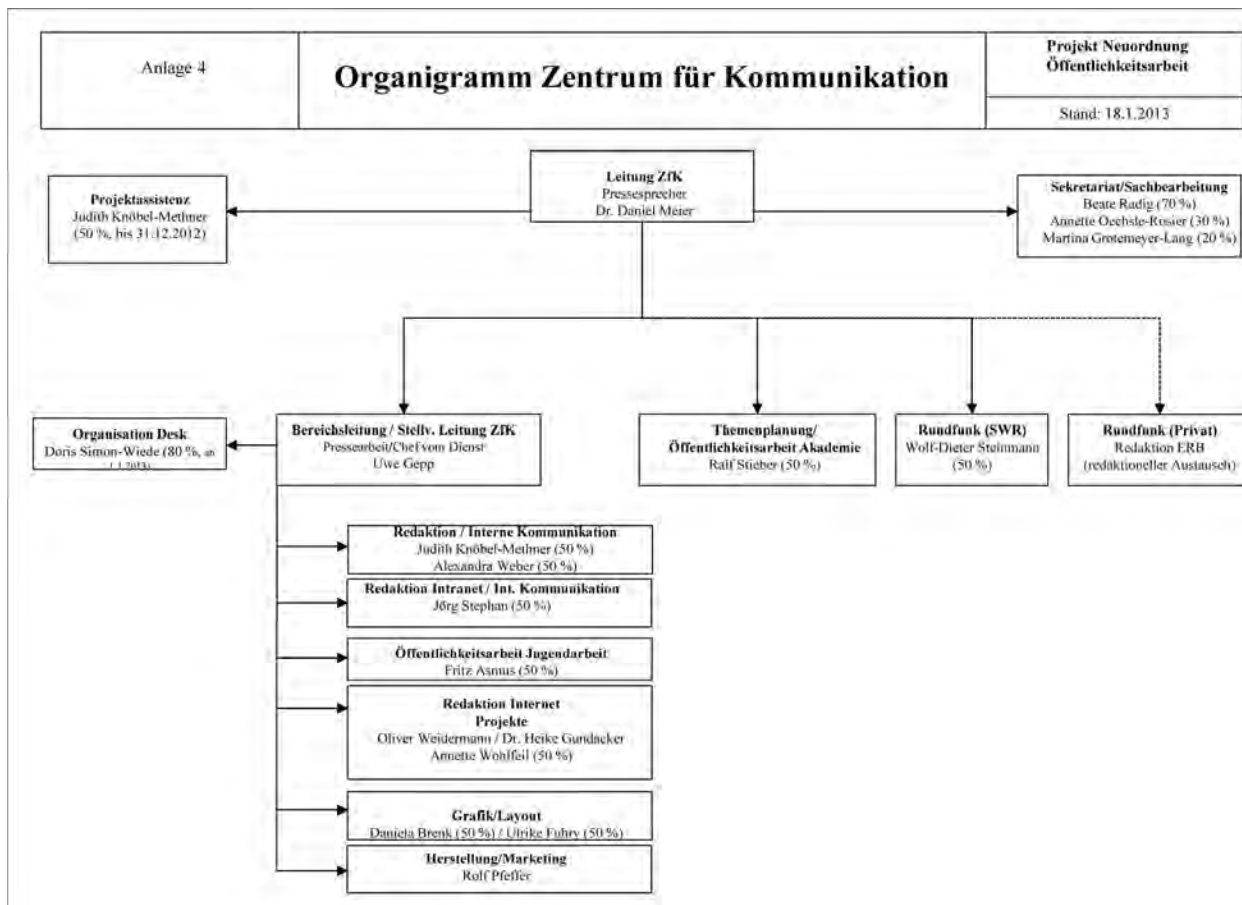 Anlage 4
Organigramm Zentrum für Kommunikation
Projekt Neuordnung
Öffentlichkeitsarbeit
Stand: 18.1.2013
Leitung ZfK
Pressesprecher
Dr. Daniel Meier
Projektassistenz
Judith Knöbel-Methner
(50 %, bis 31.12.2012)
Sekretariat/Sachbearbeitung
Beate Rudig (70 %)
Annette Oechsle-Rosier (30 %)
Martina Grotemeyer-Lang (20 %)
Organisation Desk
Doris Simon-Wiede (80 %, an
1.1.2013)
Bereichsleitung / Stellv. Leitung ZfK
Pressearbeit/Chef vom Dienst
Uwe Gepp
Themenplanung/
Öffentlichkeitsarbeit Akademie
Ralf Stieber (50 %)
Rundfunk (SWR)
Wolf-Dieter Steinmann
(50 %)
Rundfunk (Privat)
Redaktion ERB
(redaktioneller Austausch)
Redaktion / Interne Kommunikation
Judith Knöbel-Methner (50 %)
Alexandra Weber (50 %)
Redaktion Intranet / Int. Kommunikation
Jörg Stephan (50 %)
Öffentlichkeitsarbeit Jugendarbeit
Fritz Asmus (50 %)
Redaktion Internet
Projekte
Oliver Weidermann / Dr. Heike Gundacker
Annette Wohlfeil (50 %)
Grafik/Layout
Daniela Brenk (50 %) / Ulrike Fuhry (50 %)
Herstellung/Marketing
Rolf Pfeffer